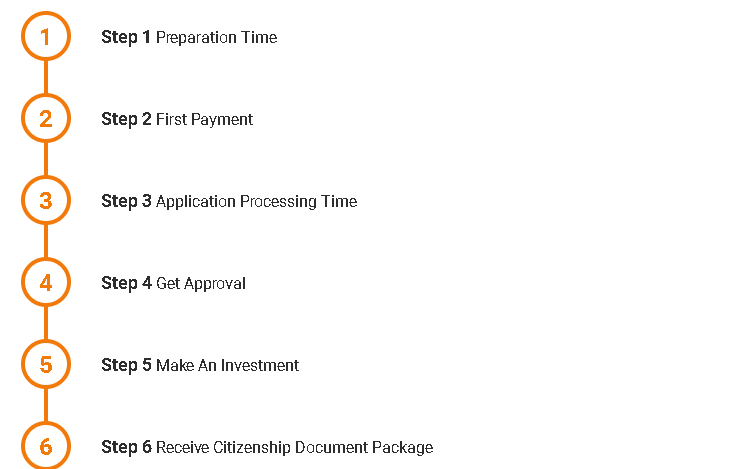 1
Step 1 Preparation Time
2
Step 2 First Payment
3
Step 3 Application Processing Time
4
Step 4 Get Approval
5
Step 5 Make An Investment
6
Step 6 Receive Citizenship Document Package